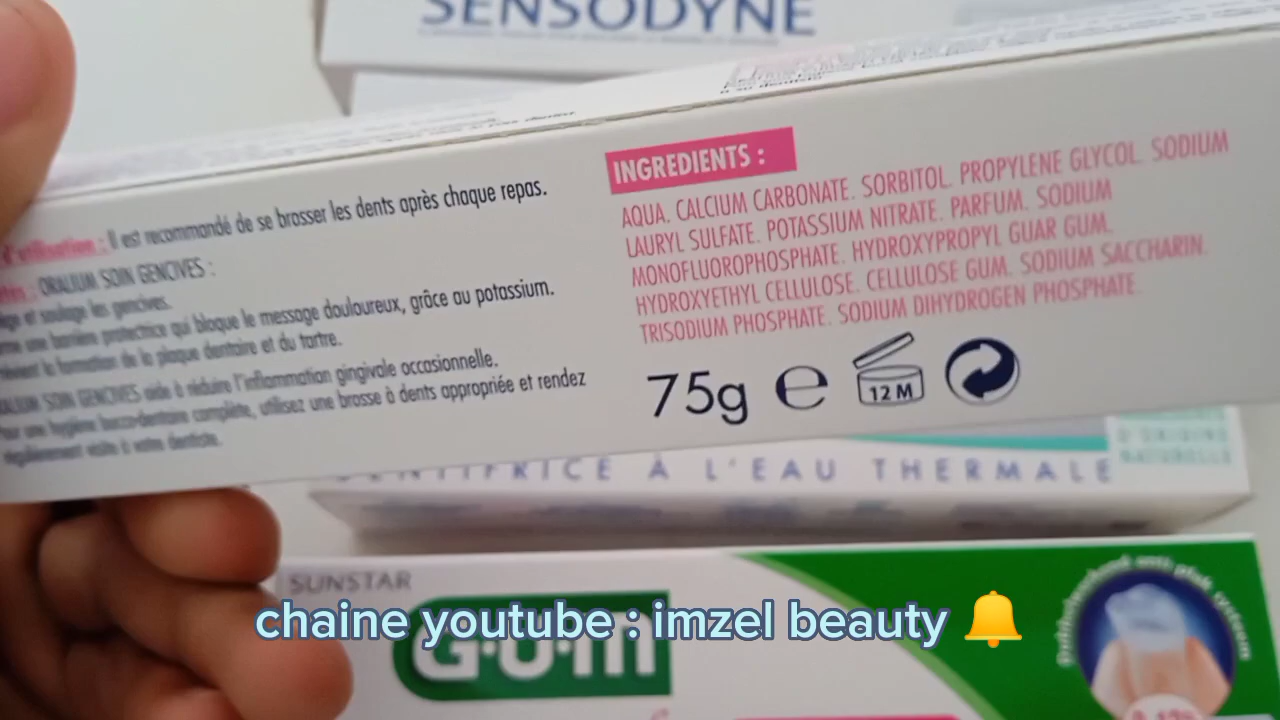 SENSODYNE
d'utilisation : Il est recommandé de se brosser les dents après chaque repas.
ORALIUM SOIN GENCIVES :
et soulage les gencives.
une barrière protectrice qui bloque le message douloureux, grâce au potassium.
la formation de la plaque dentaire et du tartre.
SOIN GENCIVES aide à réduire l'inflammation gingivale occasionnelle.
Pour une hygiène bucco-dentaire complète, utilisez une brosse à dents appropriée et rendez
régulièrement visite à votre dentiste.
INGREDIENTS :
AQUA. CALCIUM CARBONATE. SORBITOL. PROPYLENE GLYCOL. SODIUM
LAURYL SULFATE. POTASSIUM NITRATE. PARFUM. SODIUM
MONOFLUOROPHOSPHATE. HYDROXYPROPYL GUAR GUM.
HYDROXYETHYL CELLULOSE. CELLULOSE GUM. SODIUM SACCHARIN.
TRISODIUM PHOSPHATE. SODIUM DIHYDROGEN PHOSPHATE.
75g e 12 M
D'ORIGINE
NATURELLE
DENTIFRICE À L'EAU THERMALE
SUNSTAR
G·U·M
chaine youtube : imzel beauty 🔔